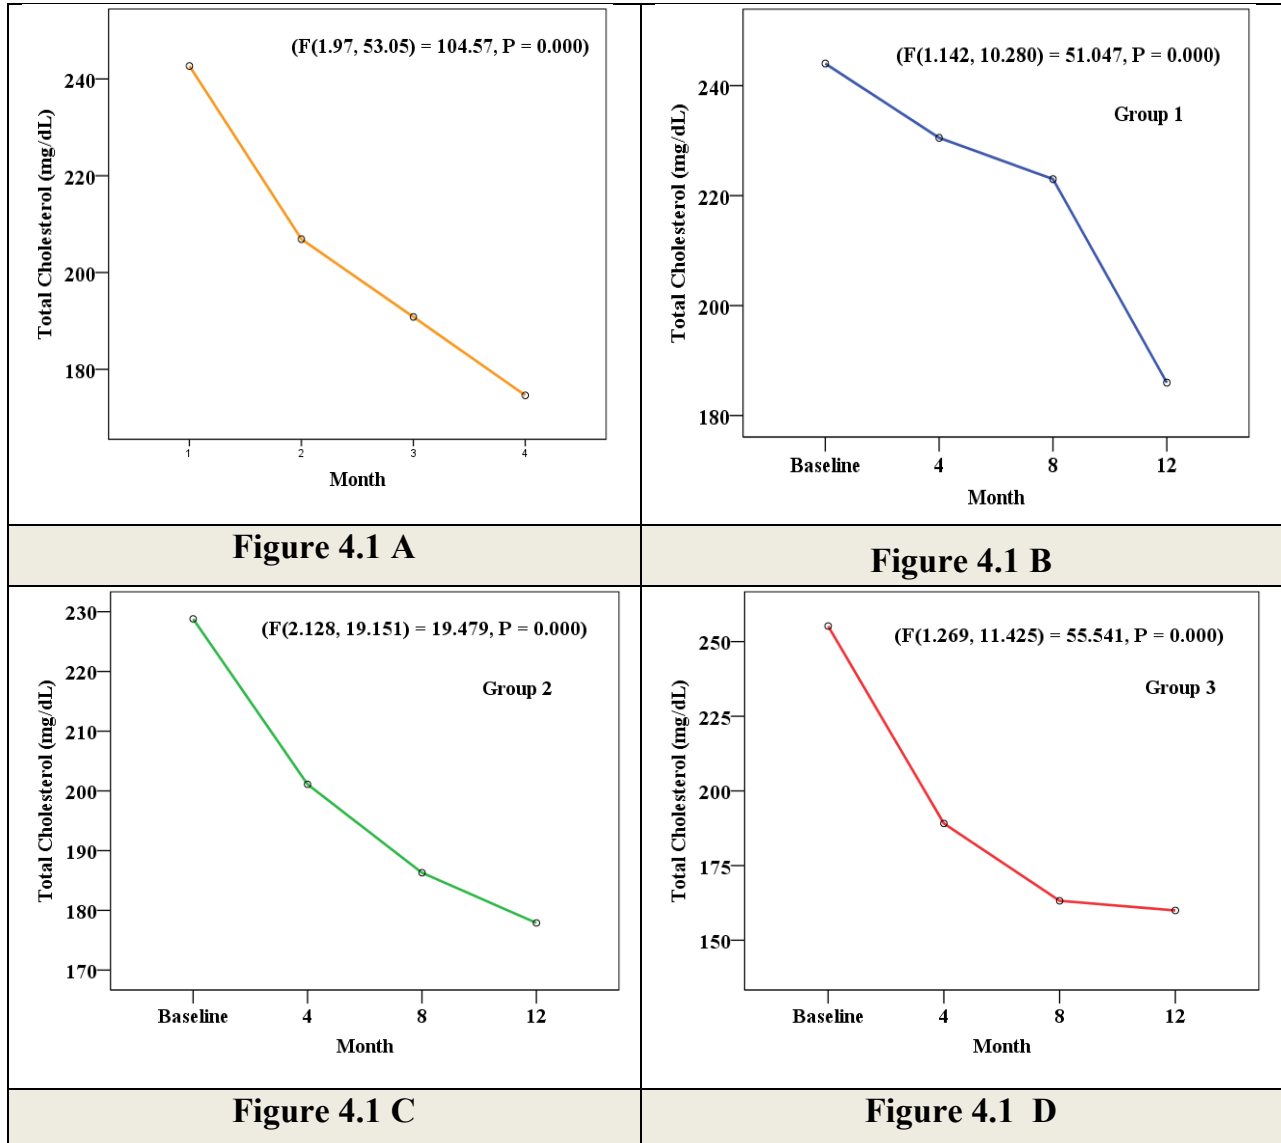 (F(1.97, 53.05) = 104.57, P = 0.000)
240
220
200
180
Total Cholesterol (mg/dL)
1 2 3 4
Month
Figure 4.1 A
(F(1.142, 10.280) = 51.047, P = 0.000)
Group 1
240
220
200
180
Total Cholesterol (mg/dL)
Baseline 4 8 12
Month
Figure 4.1 B
(F(2.128, 19.151) = 19.479, P = 0.000)
Group 2
230
220
210
200
190
180
170
Total Cholesterol (mg/dL)
Baseline 4 8 12
Month
Figure 4.1 C
(F(1.269, 11.425) = 55.541, P = 0.000)
Group 3
250
225
200
175
150
Total Cholesterol (mg/dL)
Baseline 4 8 12
Month
Figure 4.1 D